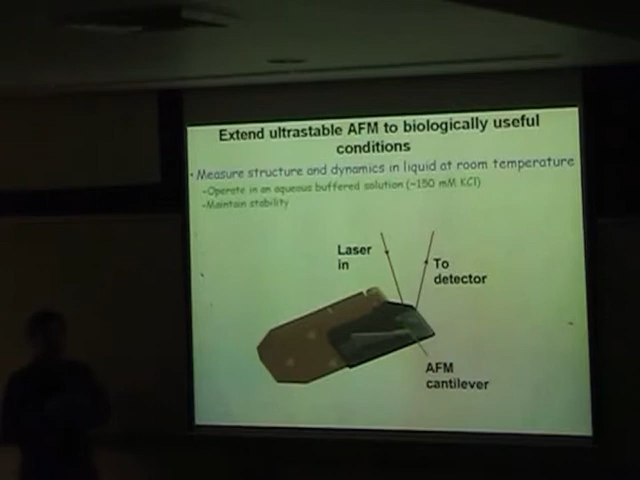 Extend ultrastable AFM to biologically useful
conditions
• Measure structure and dynamics in liquid at room temperature
–Operate in an aqueous buffered solution (~150 mM KCl)
–Maintain stability
Laser
in
To
detector
AFM
cantilever